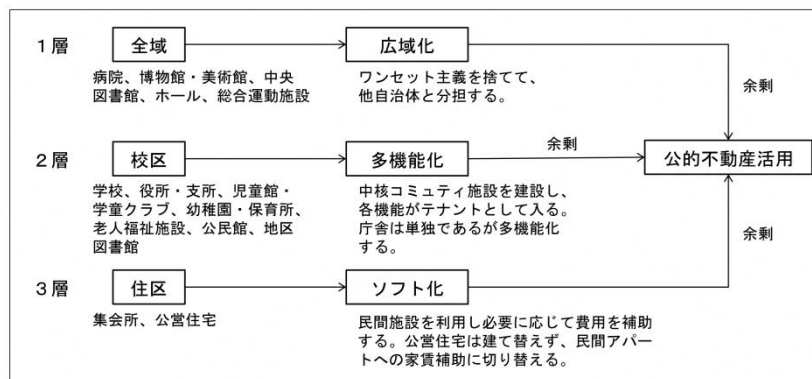 1層
全域
広域化
病院、博物館・美術館、中央
図書館、ホール、総合運動施設
ワンセット主義を捨てて、
他自治体と分担する。
余剰
2層
校区
多機能化
余剰
公的不動産活用
学校、役所・支所、児童館・
学童クラブ、幼稚園・保育所、
老人福祉施設、公民館、地区
図書館
中核コミュティ施設を建設し、
各機能がテナントとして入る。
庁舎は単独であるが多機能化
する。
余剰
3層
住区
ソフト化
集会所、公営住宅
民間施設を利用し必要に応じて費用を補助
する。公営住宅は建て替えず、民間アパー
トへの家賃補助に切り替える。